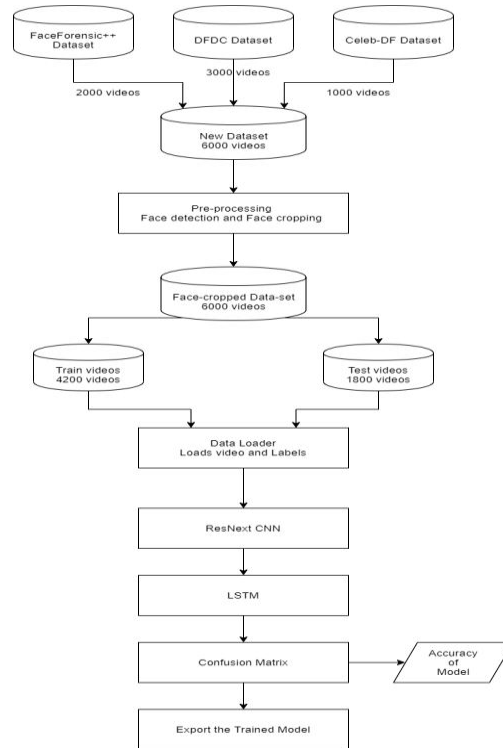 FaceForensic++
Dataset
DFDC Dataset
Celeb-DF Dataset
2000 videos
3000 videos
1000 videos
New Dataset
6000 videos
Pre-processing
Face detection and Face cropping
Face-cropped Data-set
6000 videos
Train videos
4200 videos
Test videos
1800 videos
Data Loader
Loads video and Labels
ResNext CNN
LSTM
Confusion Matrix
Accuracy
of
Model
Export the Trained Model